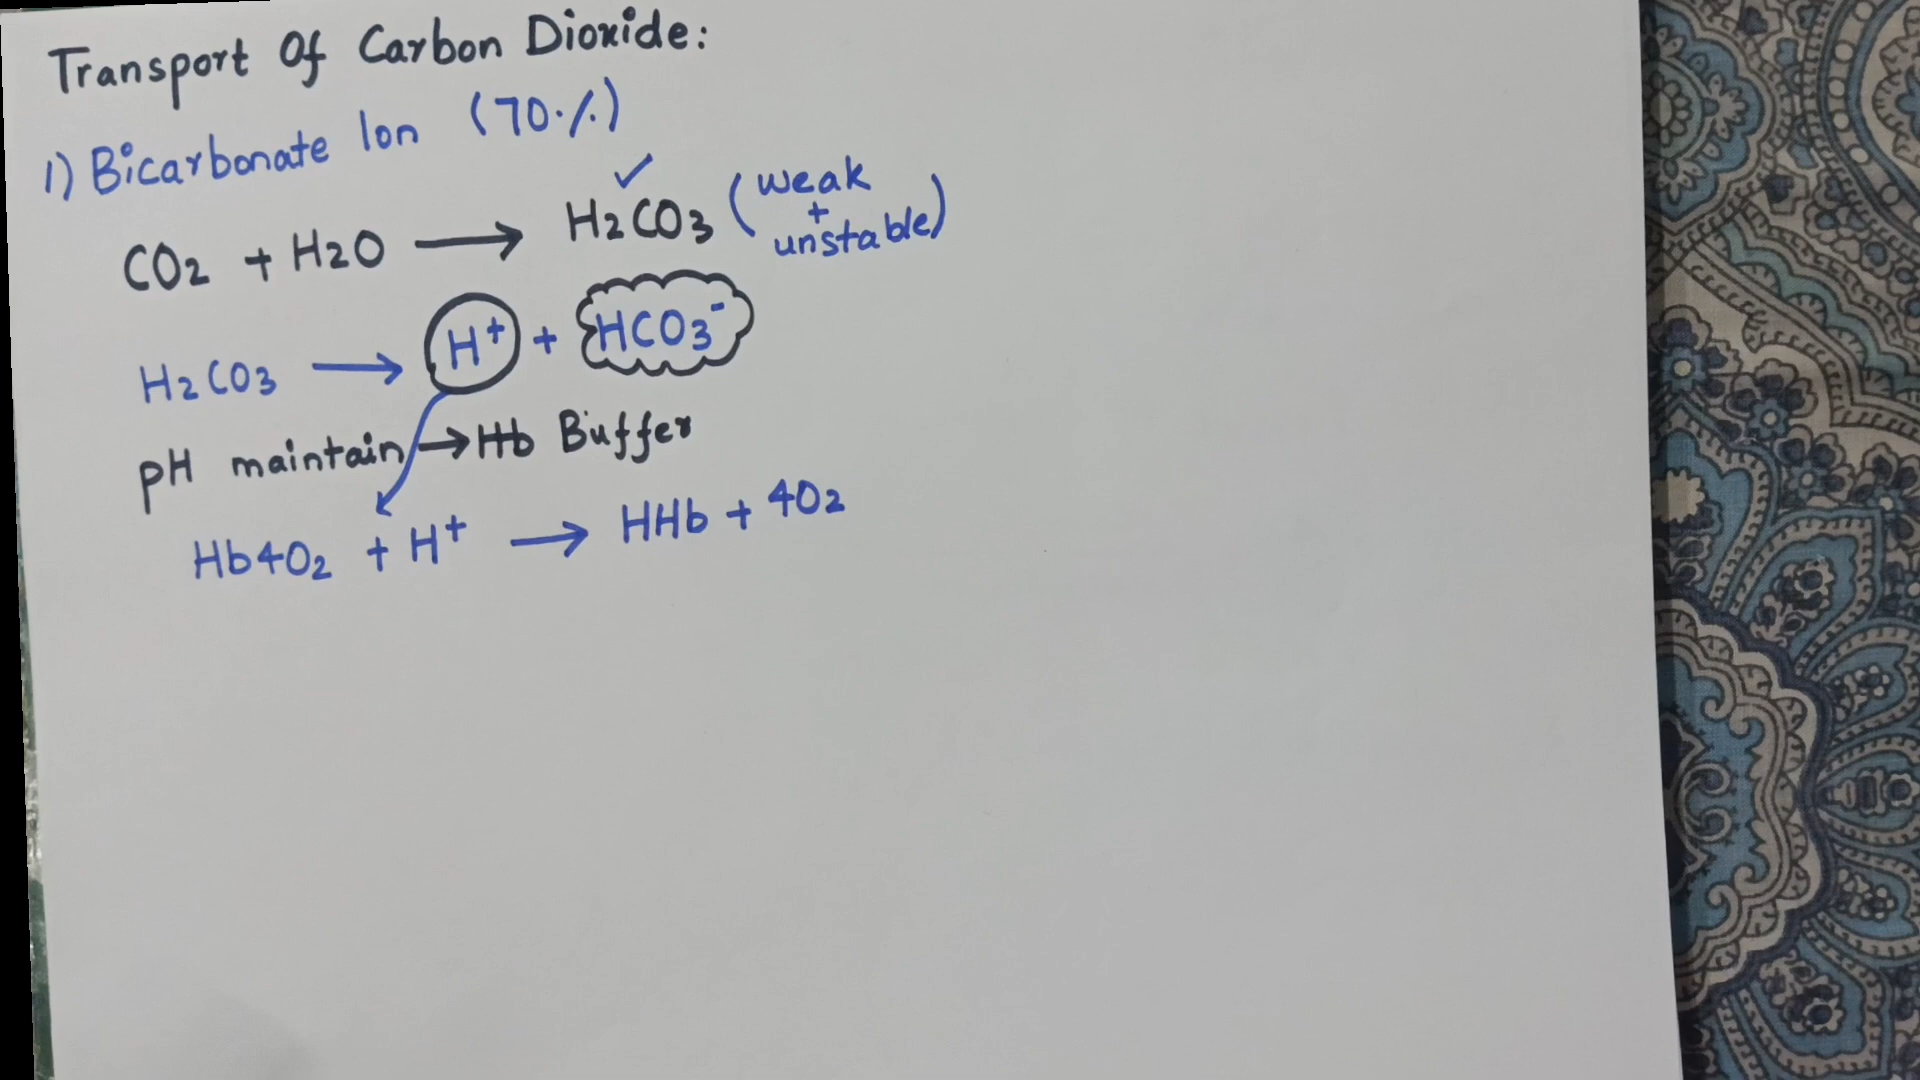 Transport Of Carbon Dioxide:
1) Bicarbonate Ion (70%)
CO2 + H2O → H2CO3 ✓ (weak + unstable)
H2CO3 → H+ + HCO3-
pH maintain → Hb Buffer
Hb4O2 + H+ → HHb + 4O2